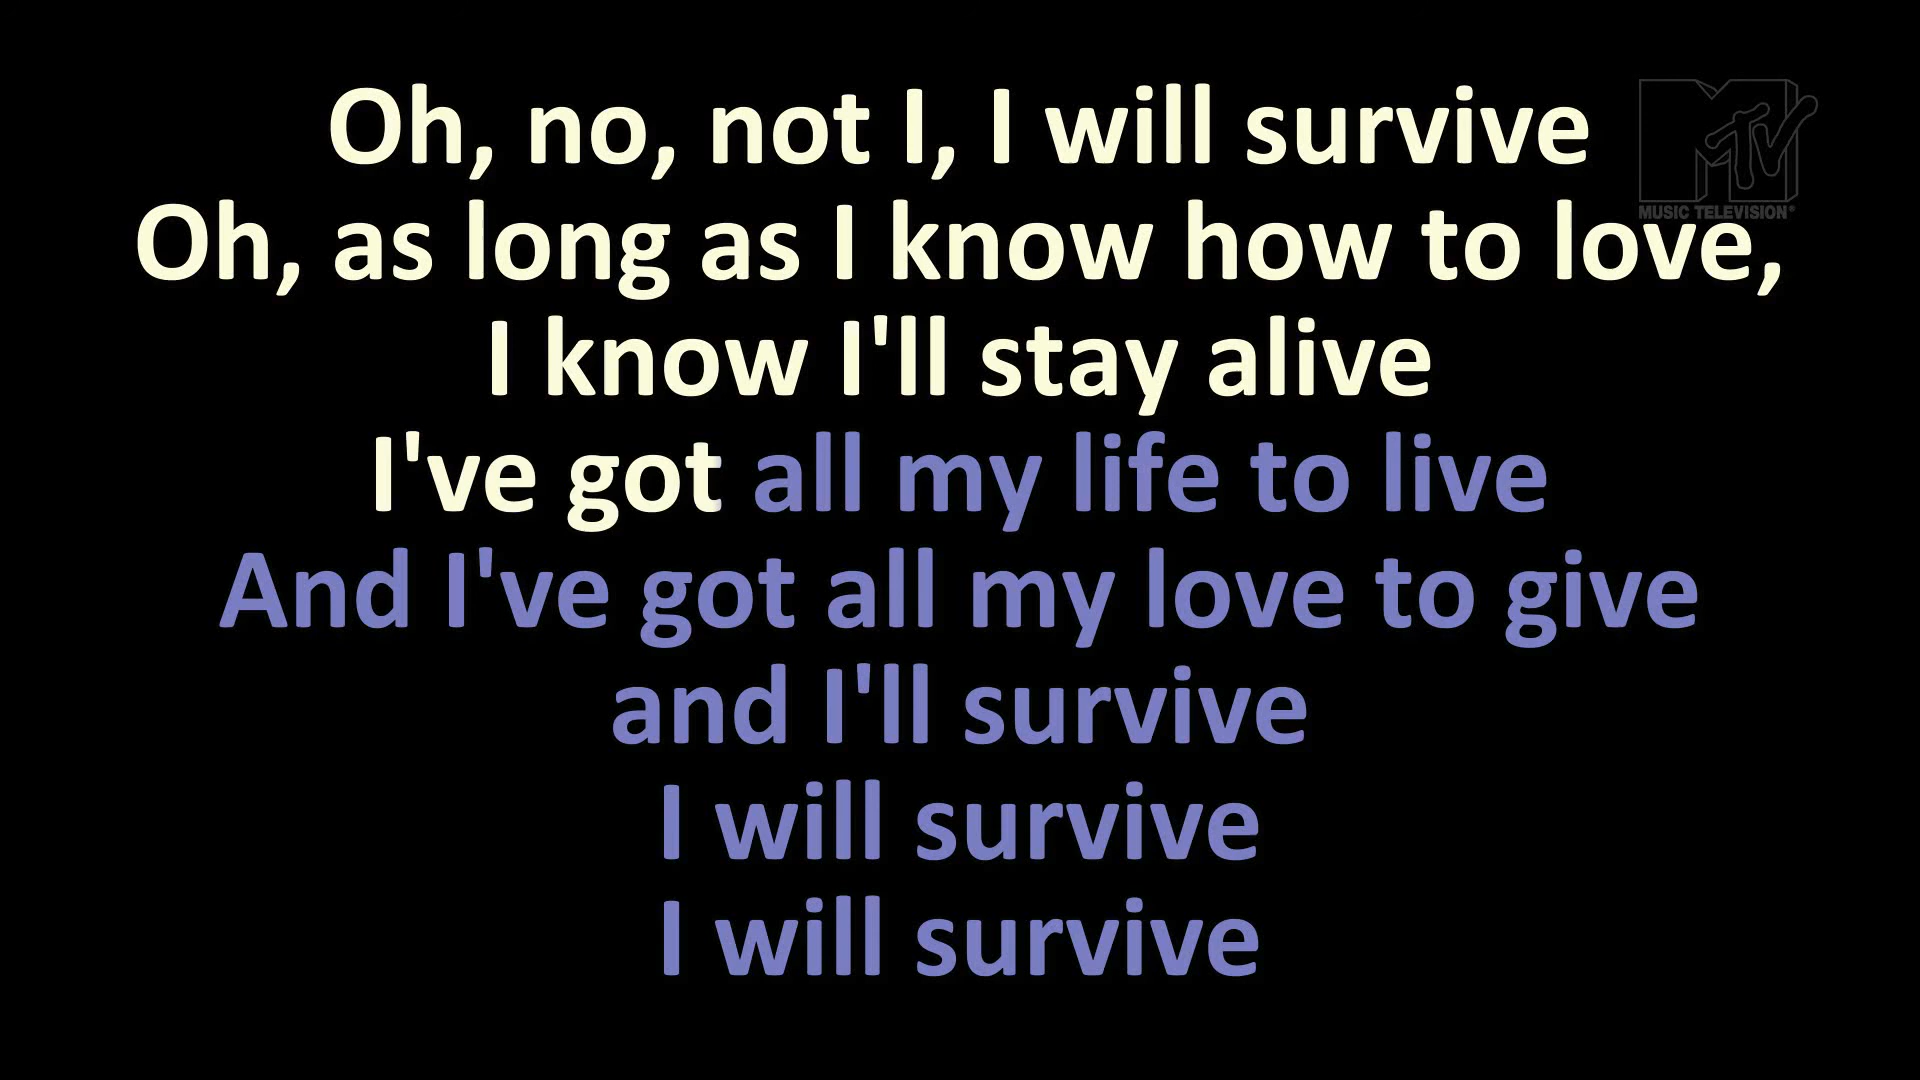 Oh, no, not I, I will survive
Oh, as long as I know how to love,
I know I'll stay alive
I've got all my life to live
And I've got all my love to give
and I'll survive
I will survive
I will survive
MTV
MUSIC TELEVISION®